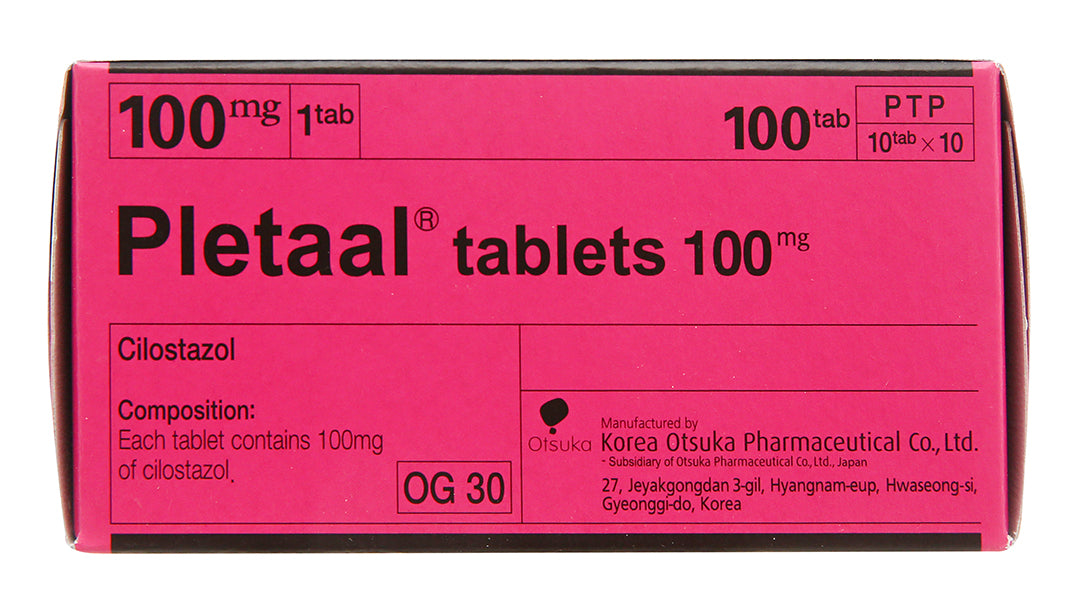 100mg 1tab
100tab PTP
10tab × 10
Pletaal® tablets 100mg
Cilostazol
Composition:
Each tablet contains 100mg
of cilostazol.
OG 30
Otsuka
Manufactured by
Korea Otsuka Pharmaceutical Co., Ltd.
- Subsidiary of Otsuka Pharmaceutical Co., Ltd., Japan
27, Jeyakgongdan 3-gil, Hyangnam-eup, Hwaseong-si,
Gyeonggi-do, Korea